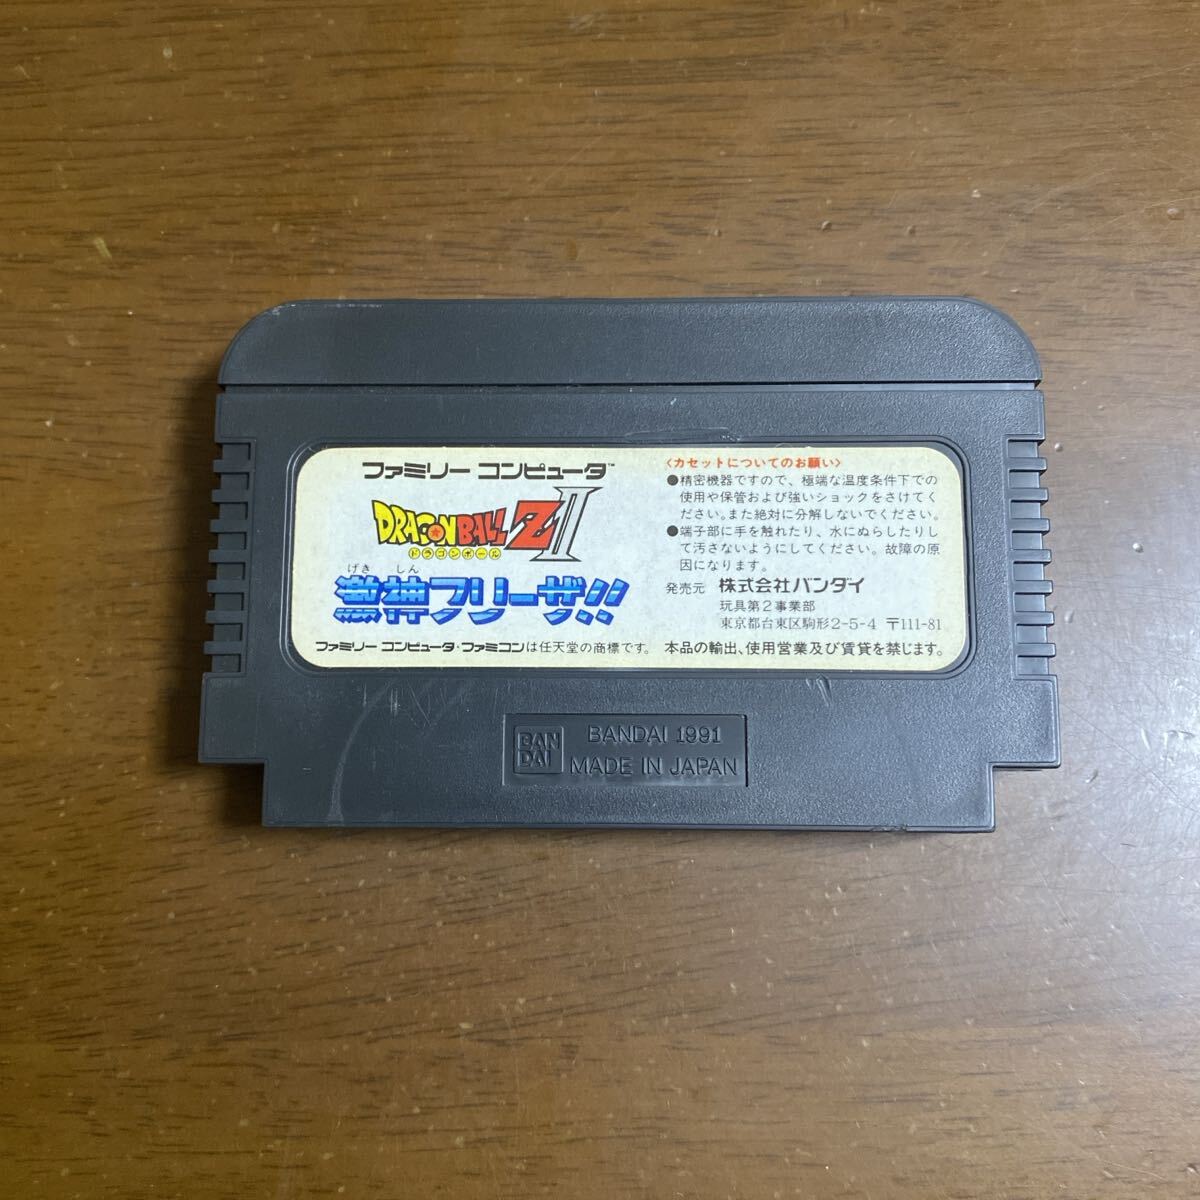 ファミリー コンピュータ™
DRAGON BALL Z II
ドラゴンボール
げき しん
激神フリーザ!!
ファミリー コンピュータ・ファミコンは任天堂の商標です。
〈カセットについてのお願い〉
●精密機器ですので、極端な温度条件下での
使用や保管および強いショックをさけてく
ださい。また絶対に分解しないでください。
●端子部に手を触れたり、水にぬらしたりし
て汚さないようにしてください。故障の原
因になります。
発売元 株式会社バンダイ
玩具第2事業部
東京都台東区駒形2-5-4 〒111-81
本品の輸出、使用営業及び賃貸を禁じます。
BAN
DAI
BANDAI 1991
MADE IN JAPAN